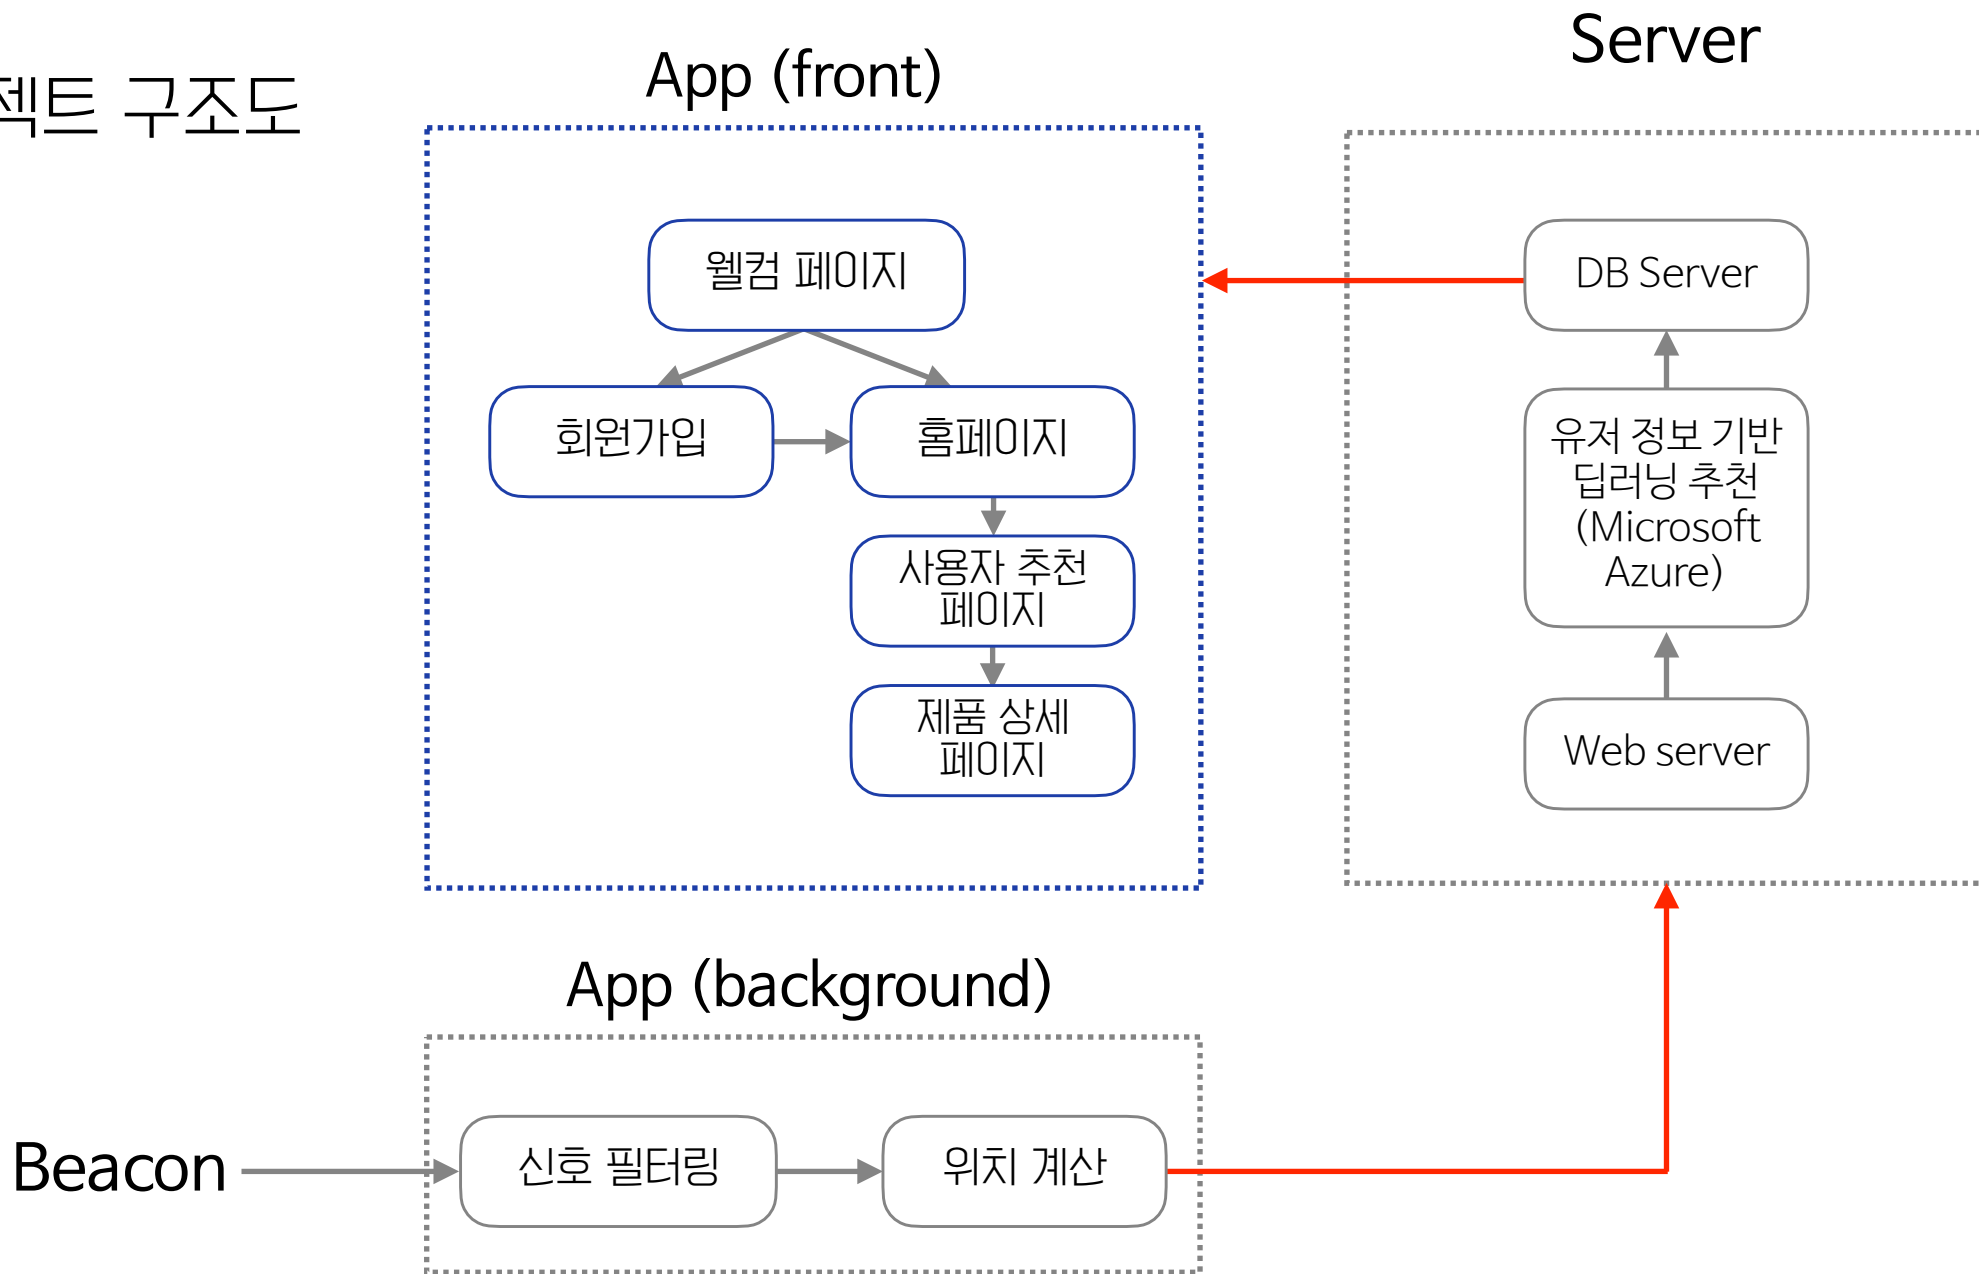 젝트 구조도
App (front)
Server
웰컴 페이지
회원가입
홈페이지
사용자 추천
페이지
제품 상세
페이지
DB Server
유저 정보 기반
딥러닝 추천
(Microsoft
Azure)
Web server
App (background)
Beacon
신호 필터링
위치 계산